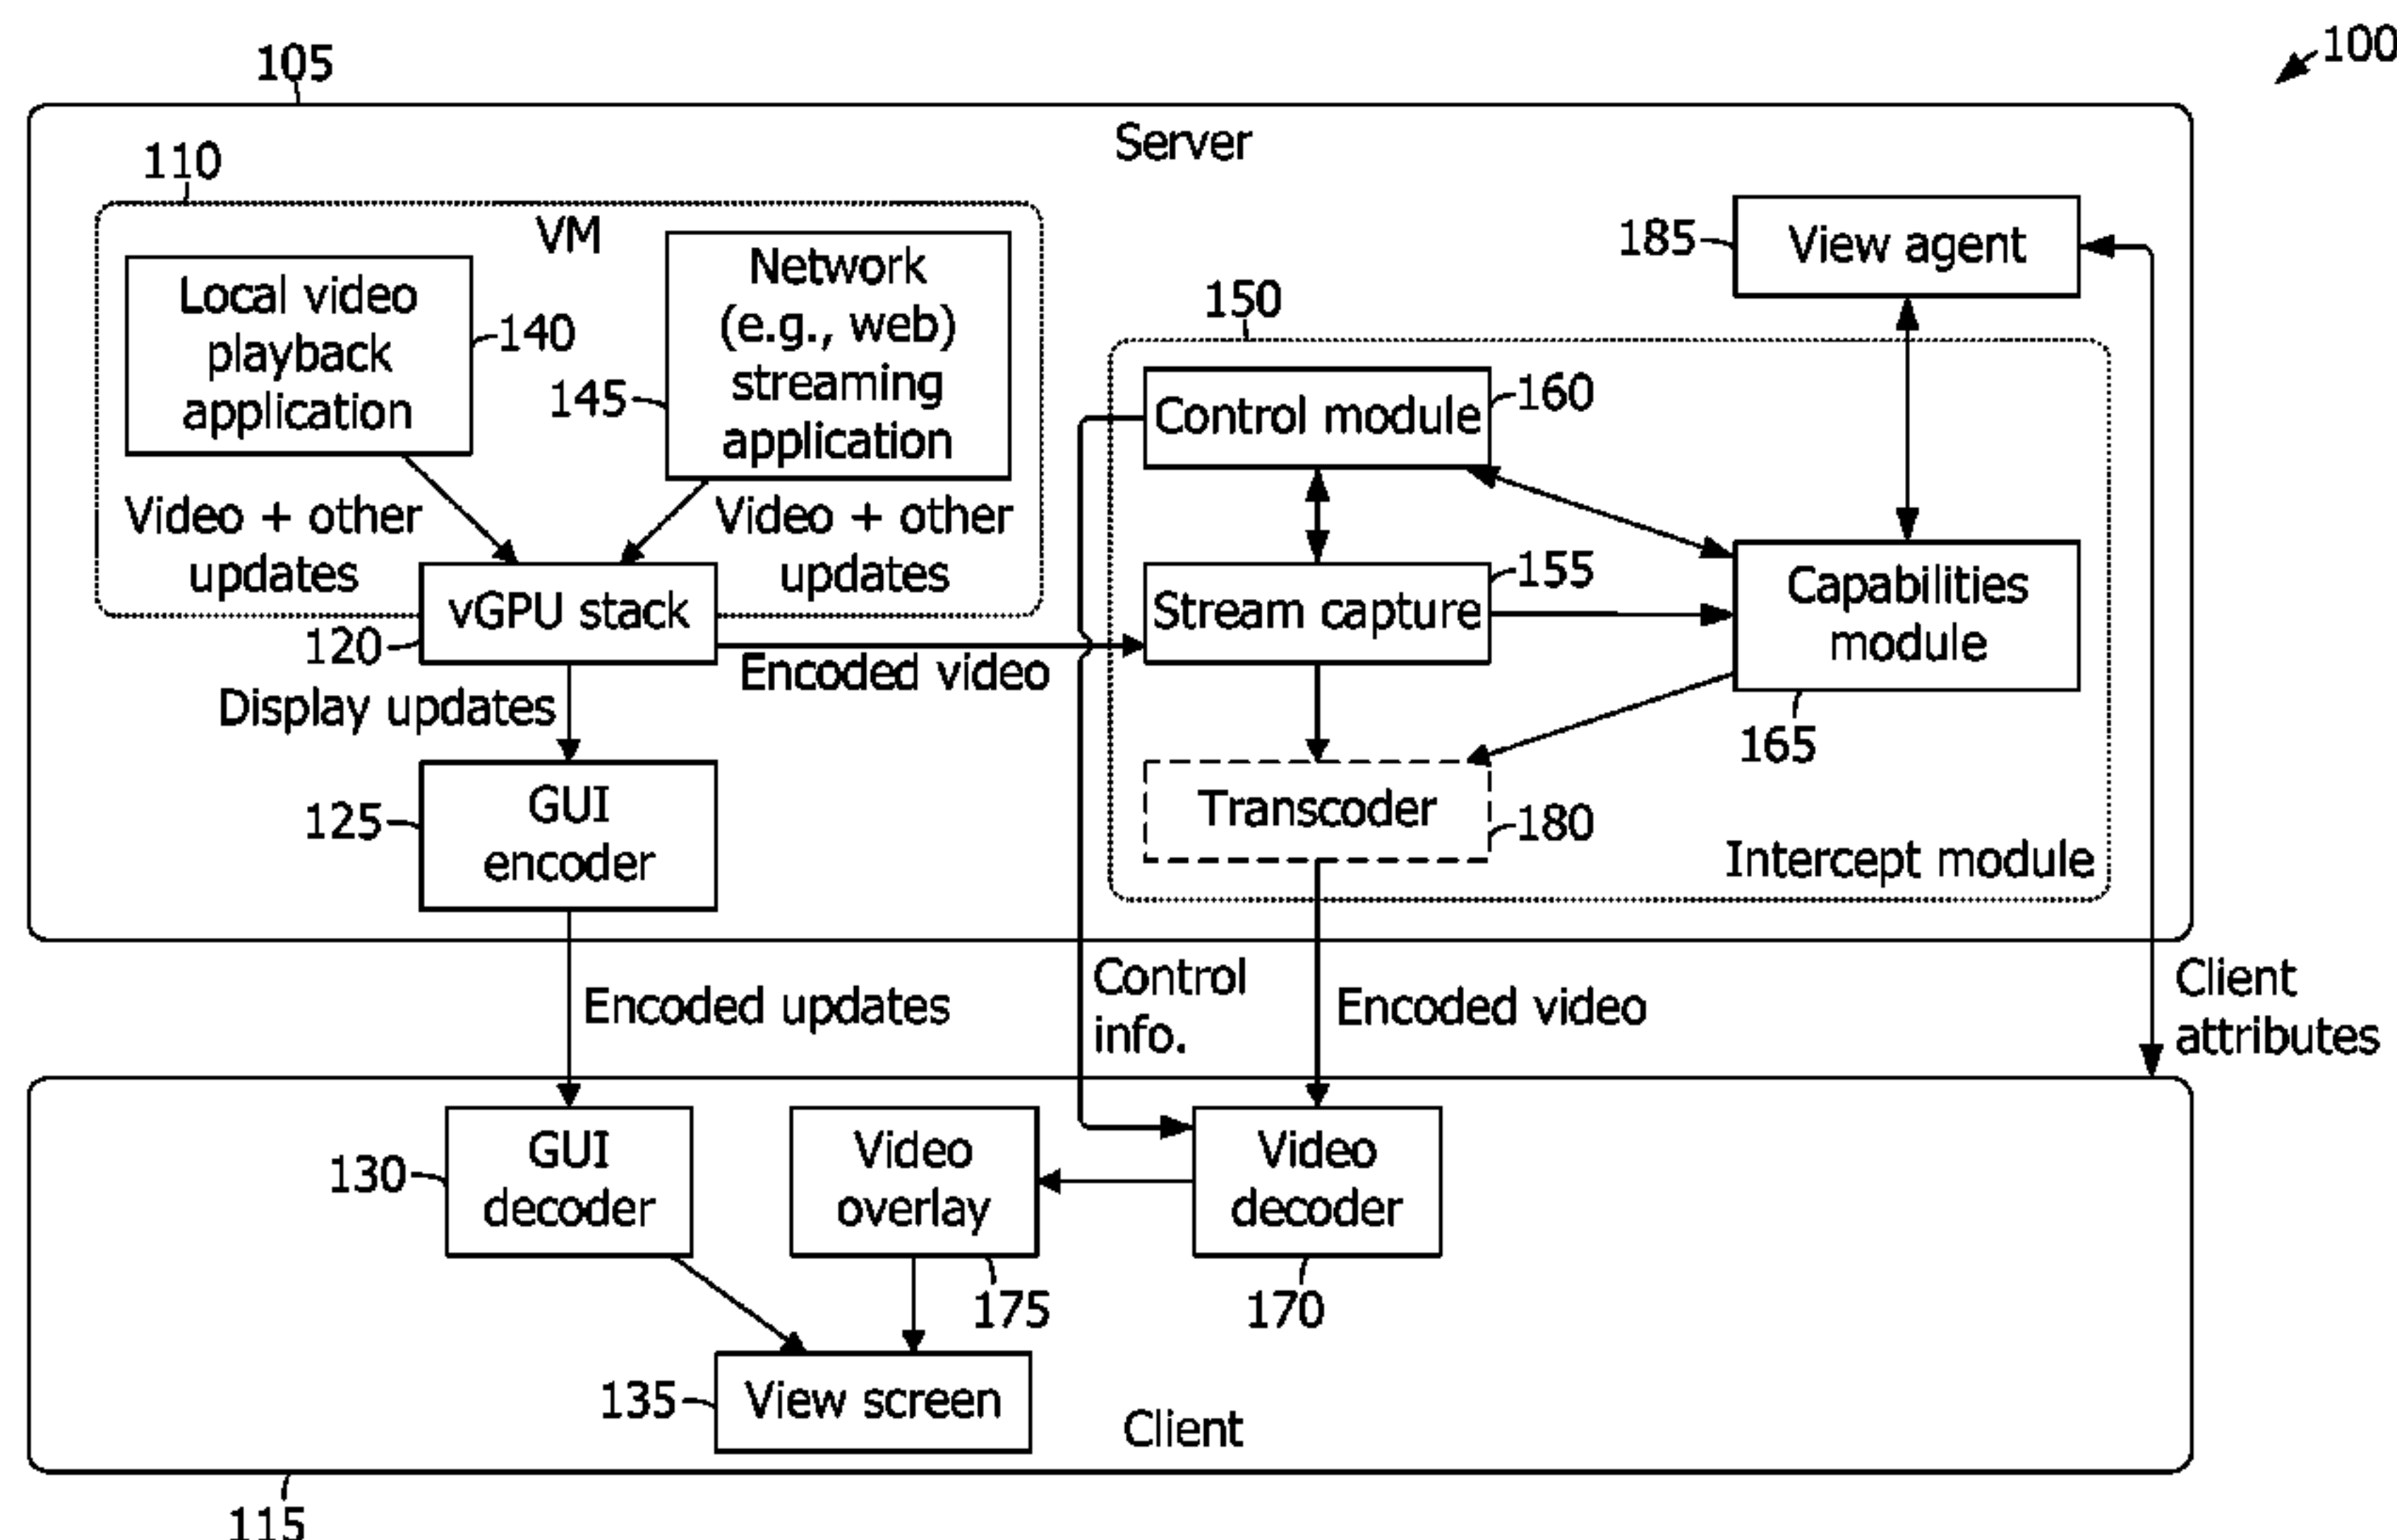 100
105
Server
110
VM
Local video
playback
application
140
Network
(e.g., web)
streaming
application
145
Video + other
updates
Video + other
updates
vGPU stack
120
Encoded video
Display updates
GUI
encoder
125
185
View agent
150
Control module
160
Stream capture
155
Capabilities
module
165
Transcoder
180
Intercept module
Encoded updates
Control
info.
Encoded video
Client
attributes
GUI
decoder
130
Video
overlay
175
Video
decoder
170
View screen
135
Client
115